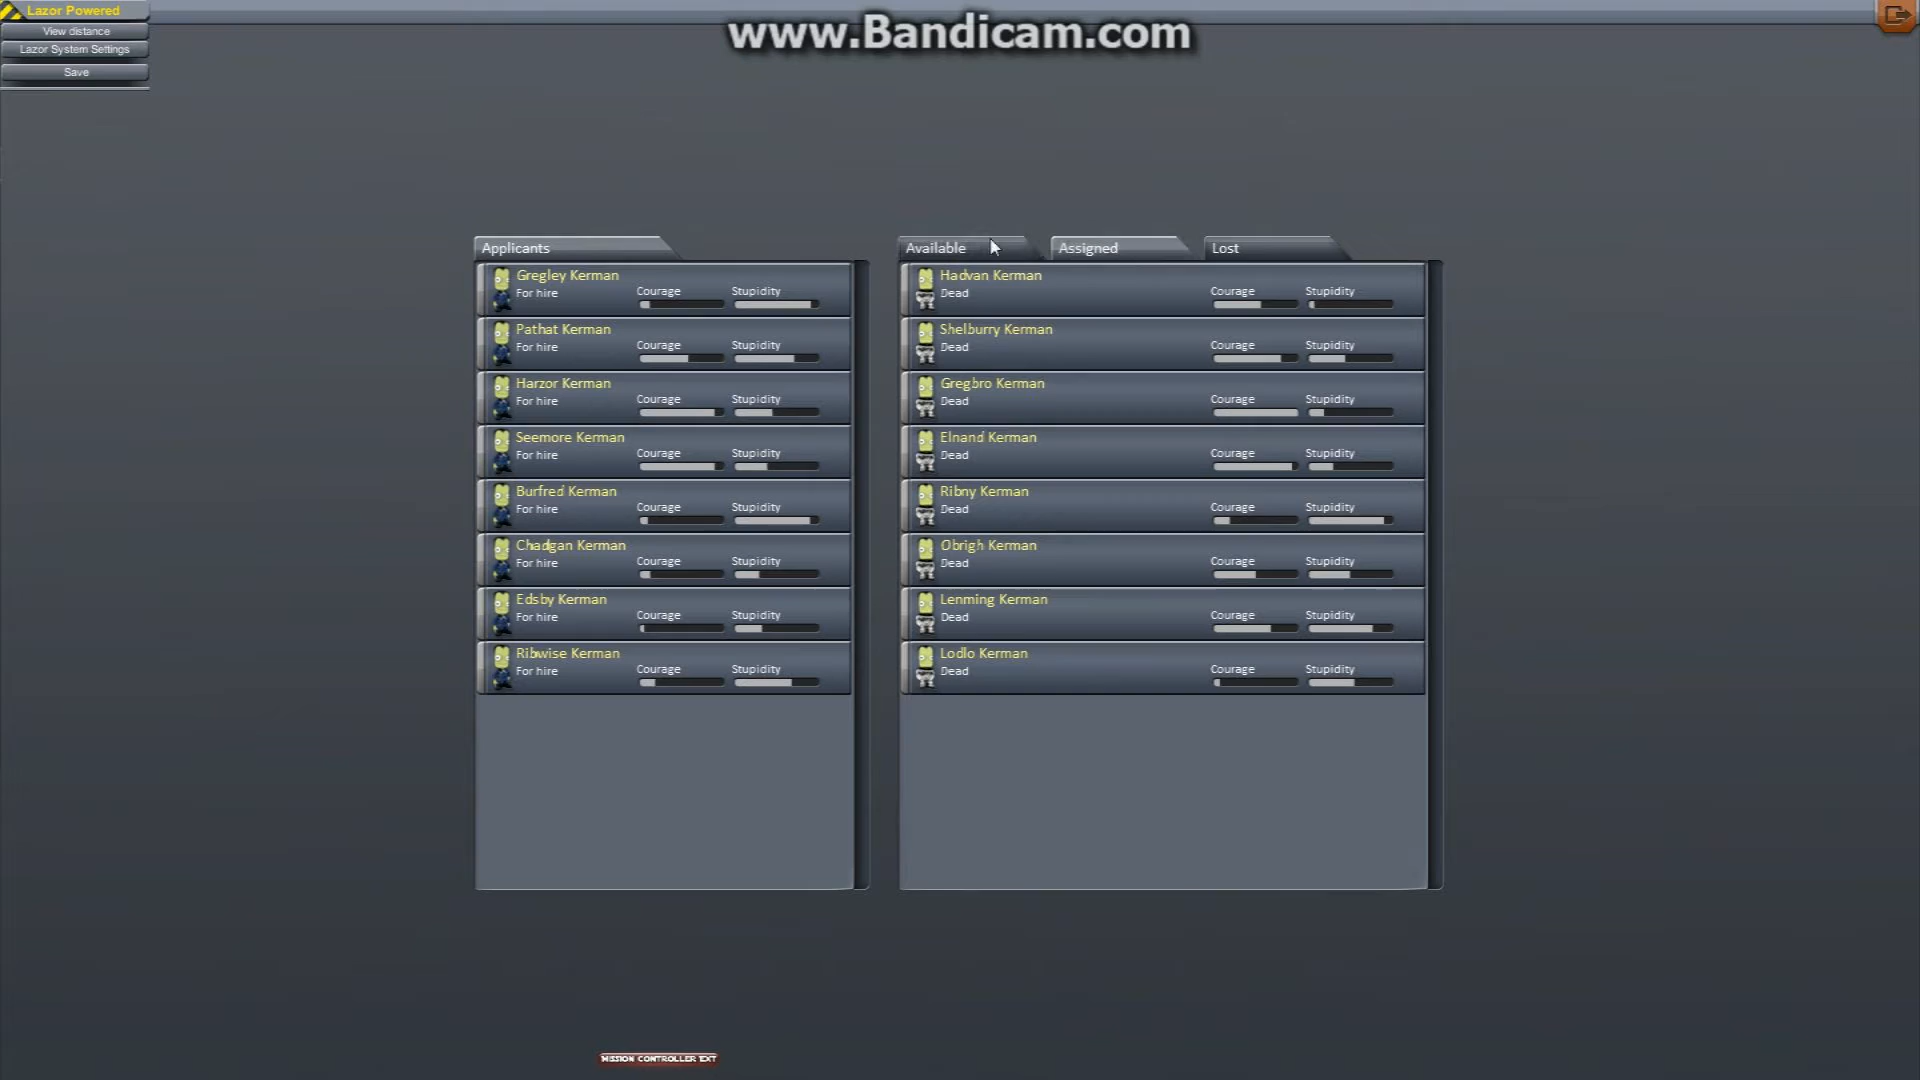 Lazor Powered
View distance
Lazor System Settings
Save
www.Bandicam.com
Applicants
Gregley Kerman
For hire
Courage Stupidity
Pathat Kerman
For hire
Courage Stupidity
Harzor Kerman
For hire
Courage Stupidity
Seemore Kerman
For hire
Courage Stupidity
Burfred Kerman
For hire
Courage Stupidity
Chadgan Kerman
For hire
Courage Stupidity
Edsby Kerman
For hire
Courage Stupidity
Ribwise Kerman
For hire
Courage Stupidity
Available Assigned Lost
Hadvan Kerman
Dead
Courage Stupidity
Shelburry Kerman
Dead
Courage Stupidity
Gregbro Kerman
Dead
Courage Stupidity
Elnand Kerman
Dead
Courage Stupidity
Ribny Kerman
Dead
Courage Stupidity
Obrigh Kerman
Dead
Courage Stupidity
Lenming Kerman
Dead
Courage Stupidity
Lodlo Kerman
Dead
Courage Stupidity
MISSION CONTROLLER EXT